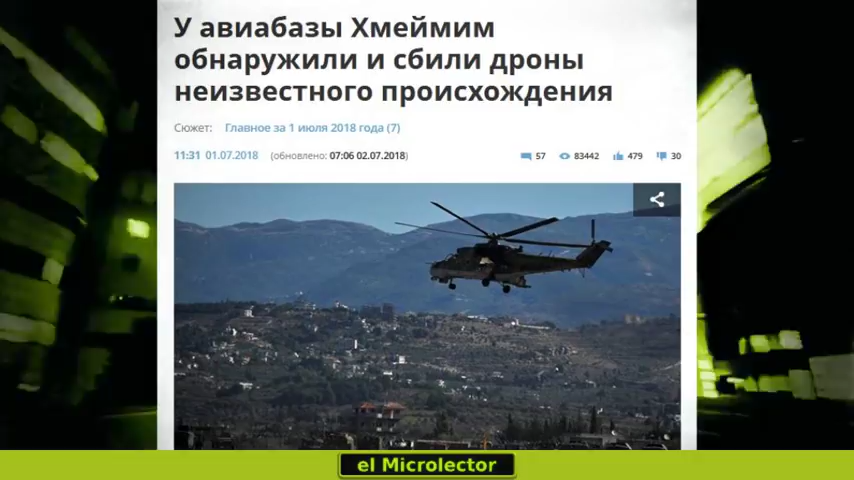 У авиабазы Хмеймим
обнаружили и сбили дроны
неизвестного происхождения
Сюжет: Главное за 1 июля 2018 года (7)
11:31 01.07.2018 (обновлено: 07:06 02.07.2018) 57 83442 479 30
el Microlector